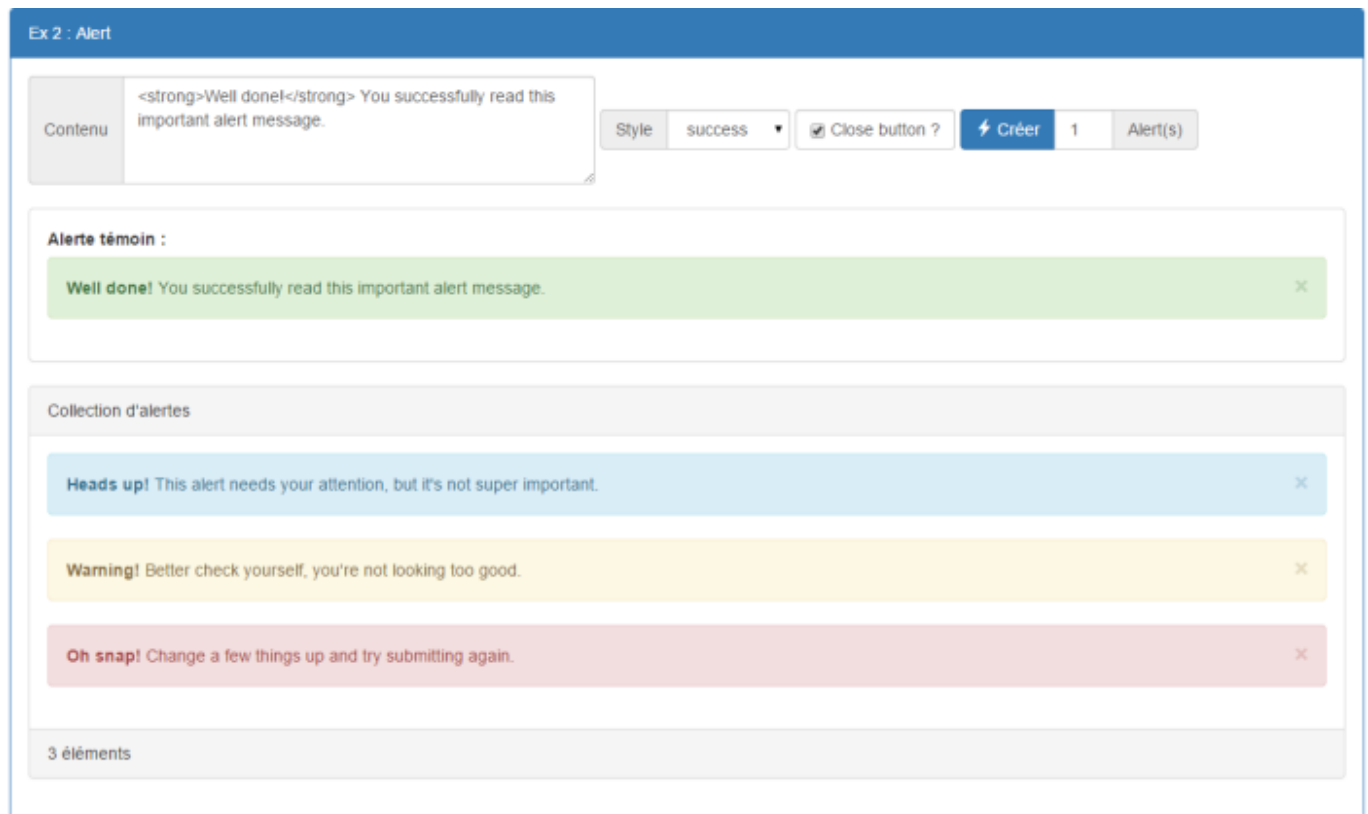 Ex 2 : Alert
<strong>Well done!</strong> You successfully read this
important alert message.
Contenu
Style success Close button ? Créer 1 Alert(s)
Alerte témoin :
Well done! You successfully read this important alert message. ×
Collection d'alertes
Heads up! This alert needs your attention, but it's not super important. ×
Warning! Better check yourself, you're not looking too good. ×
Oh snap! Change a few things up and try submitting again. ×
3 éléments